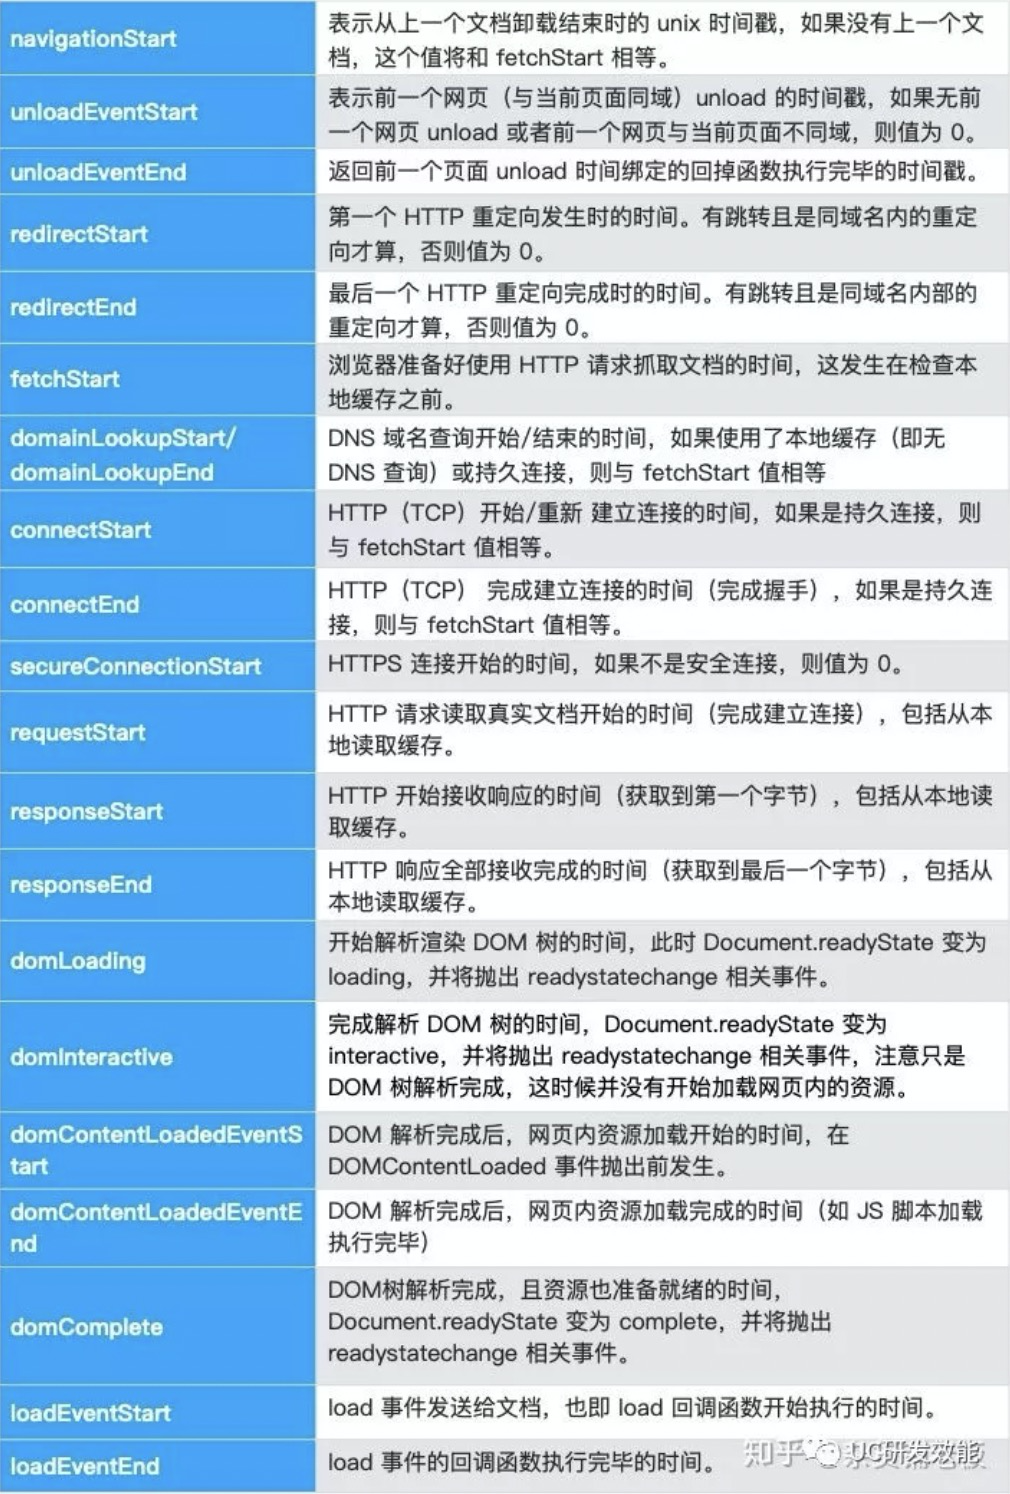 navigationStart
表示从上一个文档卸载结束时的 unix 时间戳，如果没有上一个文
档，这个值将和 fetchStart 相等。
unloadEventStart
表示前一个网页（与当前页面同域）unload 的时间戳，如果无前
一个网页 unload 或者前一个网页与当前页面不同域，则值为 0。
unloadEventEnd
返回前一个页面 unload 时间绑定的回掉函数执行完毕的时间戳。
redirectStart
第一个 HTTP 重定向发生时的时间。有跳转且是同域名内的重定
向才算，否则值为 0。
redirectEnd
最后一个 HTTP 重定向完成时的时间。有跳转且是同域名内部的
重定向才算，否则值为 0。
fetchStart
浏览器准备好使用 HTTP 请求抓取文档的时间，这发生在检查本
地缓存之前。
domainLookupStart/
domainLookupEnd
DNS 域名查询开始/结束的时间，如果使用了本地缓存（即无
DNS 查询）或持久连接，则与 fetchStart 值相等
connectStart
HTTP（TCP）开始/重新 建立连接的时间，如果是持久连接，则
与 fetchStart 值相等。
connectEnd
HTTP（TCP） 完成建立连接的时间（完成握手），如果是持久连
接，则与 fetchStart 值相等。
secureConnectionStart
HTTPS 连接开始的时间，如果不是安全连接，则值为 0。
requestStart
HTTP 请求读取真实文档开始的时间（完成建立连接），包括从本
地读取缓存。
responseStart
HTTP 开始接收响应的时间（获取到第一个字节），包括从本地读
取缓存。
responseEnd
HTTP 响应全部接收完成的时间（获取到最后一个字节），包括从
本地读取缓存。
domLoading
开始解析渲染 DOM 树的时间，此时 Document.readyState 变为
loading，并将抛出 readystatechange 相关事件。
domInteractive
完成解析 DOM 树的时间，Document.readyState 变为
interactive，并将抛出 readystatechange 相关事件，注意只是
DOM 树解析完成，这时候并没有开始加载网页内的资源。
domContentLoadedEventS
tart
DOM 解析完成后，网页内资源加载开始的时间，在
DOMContentLoaded 事件抛出前发生。
domContentLoadedEventE
nd
DOM 解析完成后，网页内资源加载完成的时间（如 JS 脚本加载
执行完毕）
domComplete
DOM树解析完成，且资源也准备就绪的时间，
Document.readyState 变为 complete，并将抛出
readystatechange 相关事件。
loadEventStart
load 事件发送给文档，也即 load 回调函数开始执行的时间。
loadEventEnd
load 事件的回调函数执行完毕的时间。
知乎
UC研发效能